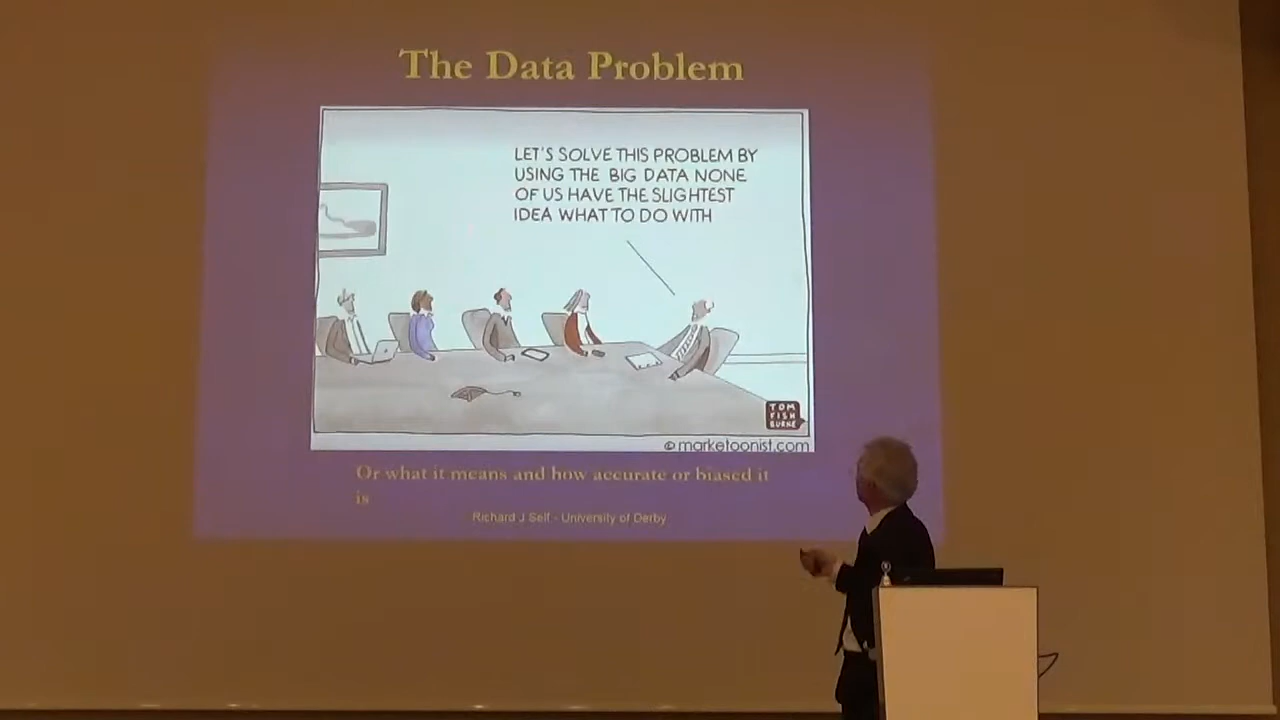 The Data Problem
LET'S SOLVE THIS PROBLEM BY
USING THE BIG DATA NONE
OF US HAVE THE SLIGHTEST
IDEA WHAT TO DO WITH
TOM
FISH
BURNE
© marketoonist.com
Or what it means and how accurate or biased it
is
Richard J Self - University of Derby